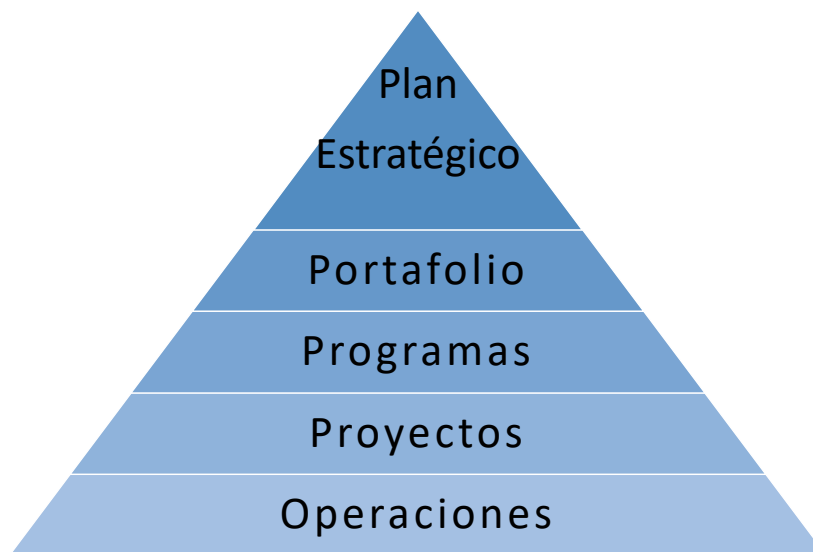 Plan
Estratégico
Portafolio
Programas
Proyectos
Operaciones